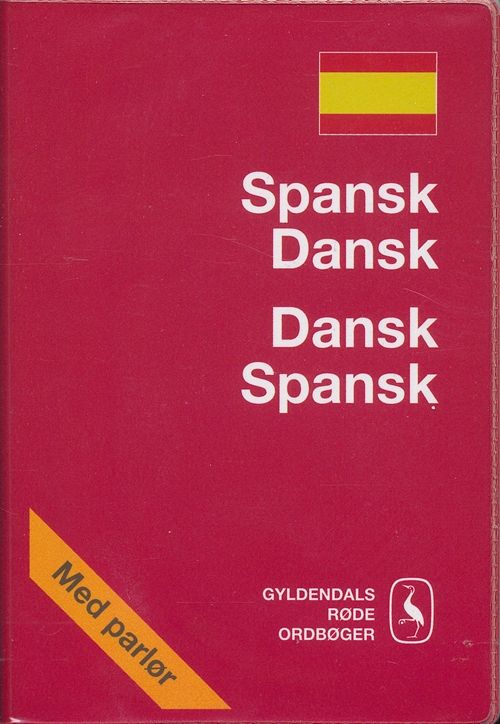 Spansk
Dansk
Dansk
Spansk
Med parlør
GYLDENDALS
RØDE
ORDBØGER